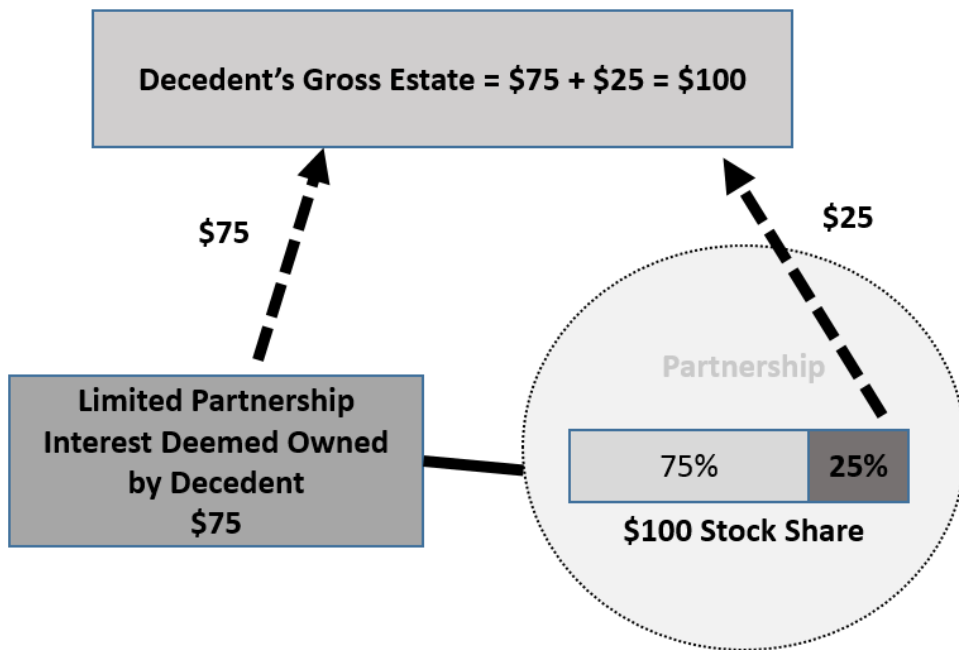 Decedent’s Gross Estate = $75 + $25 = $100
$75
$25
Partnership
Limited Partnership
Interest Deemed Owned
by Decedent
$75
75%
25%
$100 Stock Share